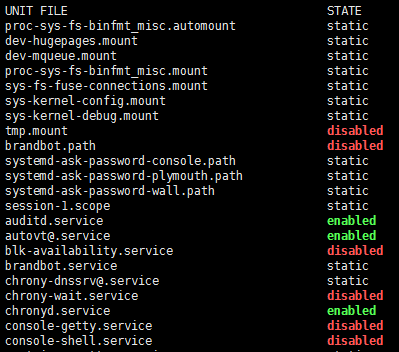 UNIT FILE STATE
proc-sys-fs-binfmt_misc.automount static
dev-hugepages.mount static
dev-mqueue.mount static
proc-sys-fs-binfmt_misc.mount static
sys-fs-fuse-connections.mount static
sys-kernel-config.mount static
sys-kernel-debug.mount static
tmp.mount disabled
brandbot.path disabled
systemd-ask-password-console.path static
systemd-ask-password-plymouth.path static
systemd-ask-password-wall.path static
session-1.scope static
auditd.service enabled
autovt@.service enabled
blk-availability.service disabled
brandbot.service static
chrony-dnssrv@.service static
chrony-wait.service disabled
chronyd.service enabled
console-getty.service disabled
console-shell.service disabled